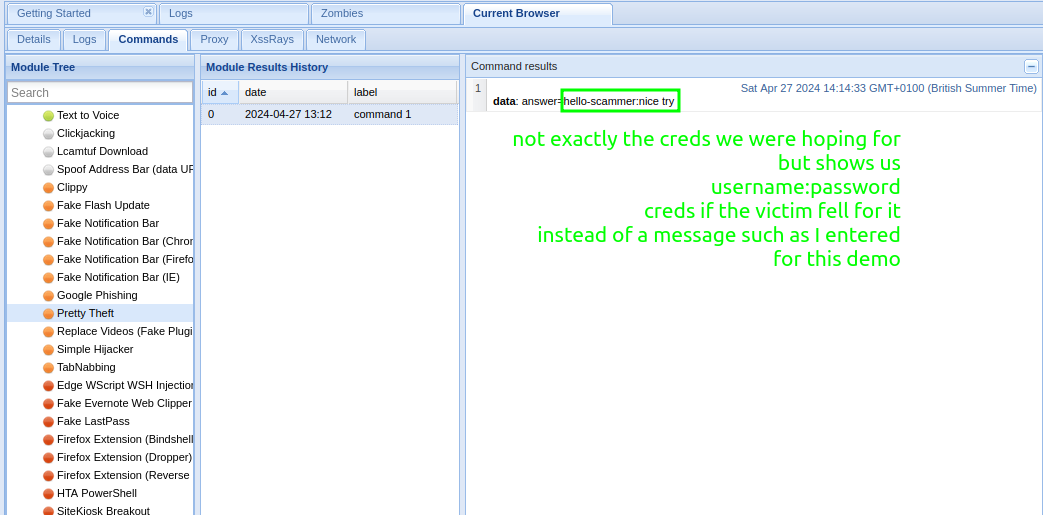 Getting Started
Logs
Zombies
Current Browser
Details
Logs
Commands
Proxy
XssRays
Network
Module Tree
Search
Text to Voice
Clickjacking
Lcamtuf Download
Spoof Address Bar (data UR
Clippy
Fake Flash Update
Fake Notification Bar
Fake Notification Bar (Chror
Fake Notification Bar (Firefo
Fake Notification Bar (IE)
Google Phishing
Pretty Theft
Replace Videos (Fake Plugi
Simple Hijacker
TabNabbing
Edge WScript WSH Injection
Fake Evernote Web Clipper
Fake LastPass
Firefox Extension (Bindshell
Firefox Extension (Dropper)
Firefox Extension (Reverse
HTA PowerShell
SiteKiosk Breakout
Module Results History
id date label
0 2024-04-27 13:12 command 1
Command results
1 Sat Apr 27 2024 14:14:33 GMT+0100 (British Summer Time)
data: answer=hello-scammer:nice try
not exactly the creds we were hoping for
but shows us
username:password
creds if the victim fell for it
instead of a message such as I entered
for this demo